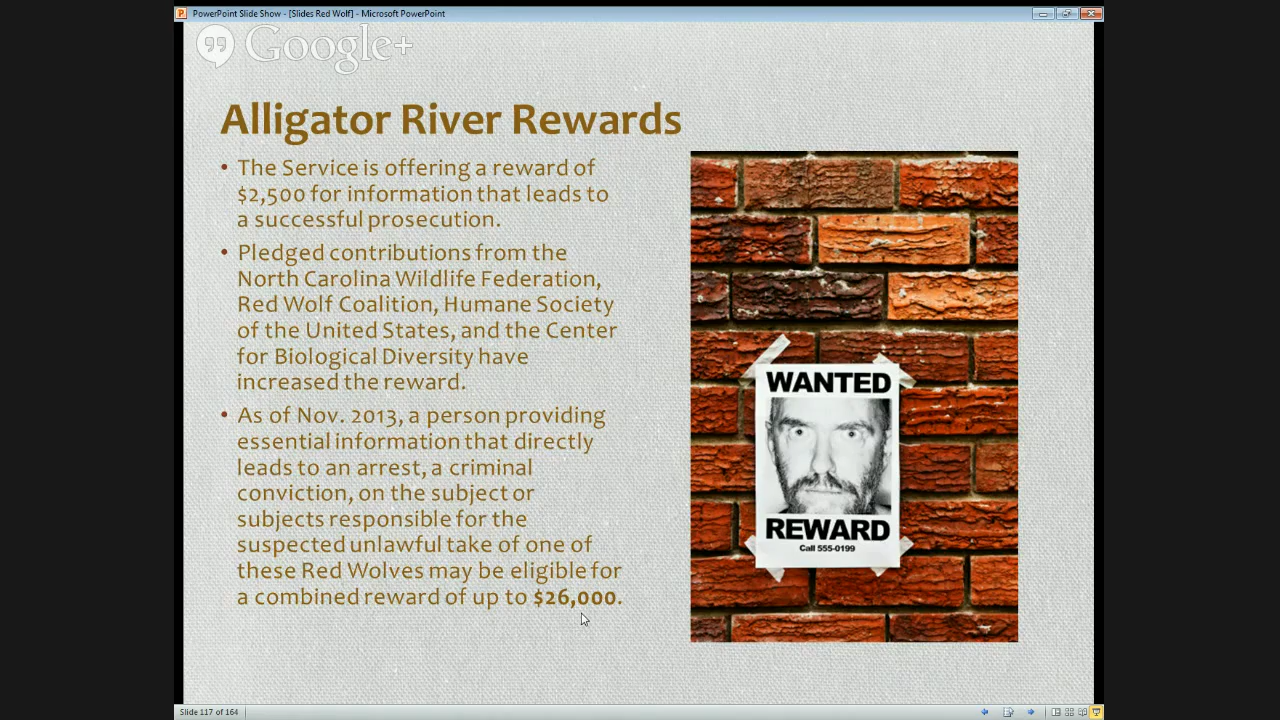 PowerPoint Slide Show - [Slides Red Wolf] - Microsoft PowerPoint
Google+
Alligator River Rewards
• The Service is offering a reward of
$2,500 for information that leads to
a successful prosecution.
• Pledged contributions from the
North Carolina Wildlife Federation,
Red Wolf Coalition, Humane Society
of the United States, and the Center
for Biological Diversity have
increased the reward.
• As of Nov. 2013, a person providing
essential information that directly
leads to an arrest, a criminal
conviction, on the subject or
subjects responsible for the
suspected unlawful take of one of
these Red Wolves may be eligible for
a combined reward of up to $26,000.
WANTED
REWARD
Call 555-0199
Slide 117 of 164